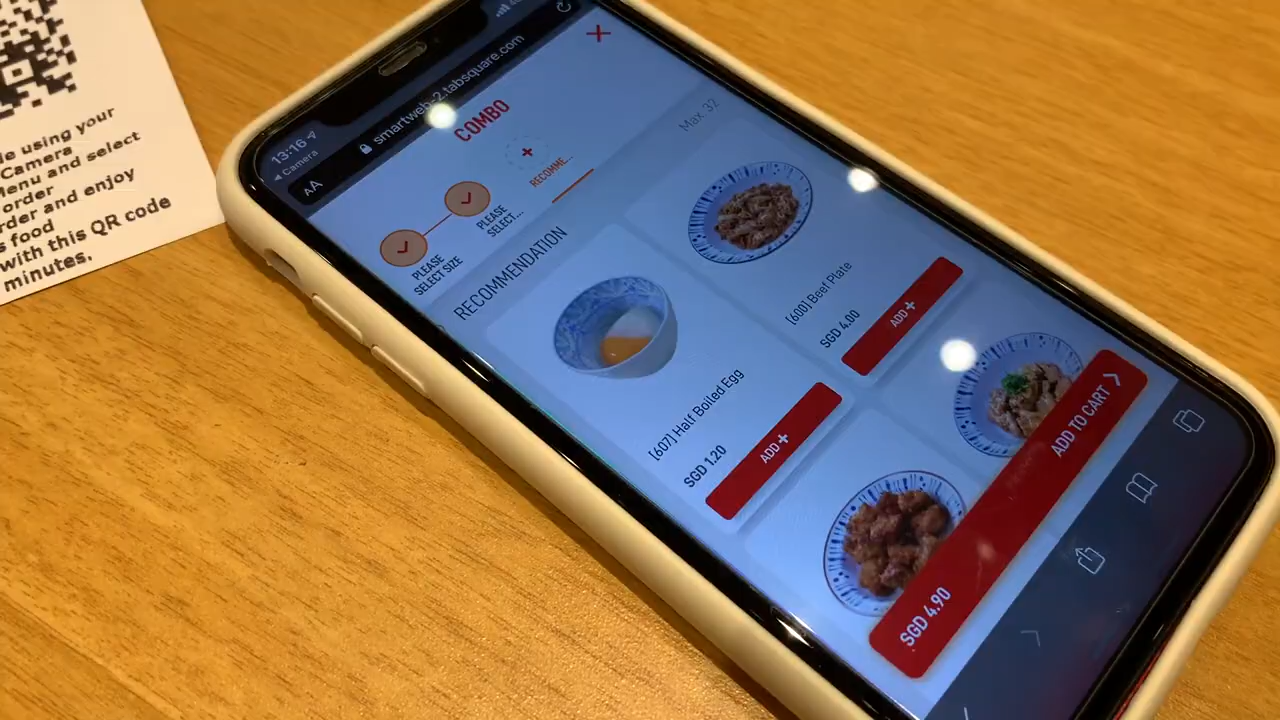 le using your
Camera
Menu and select
order
rder and enjoy
s food
with this QR code
minutes.
13:16
Camera
AA
smartweb-2.tabsquare.com
COMBO
PLEASE
SELECT SIZE
PLEASE
SELECT...
RECOMME...
RECOMMENDATION
Max 32
[607] Half Boiled Egg
SGD 1.20
ADD+
[600] Beef Plate
SGD 4.00
ADD+
SGD 4.90
ADD TO CART